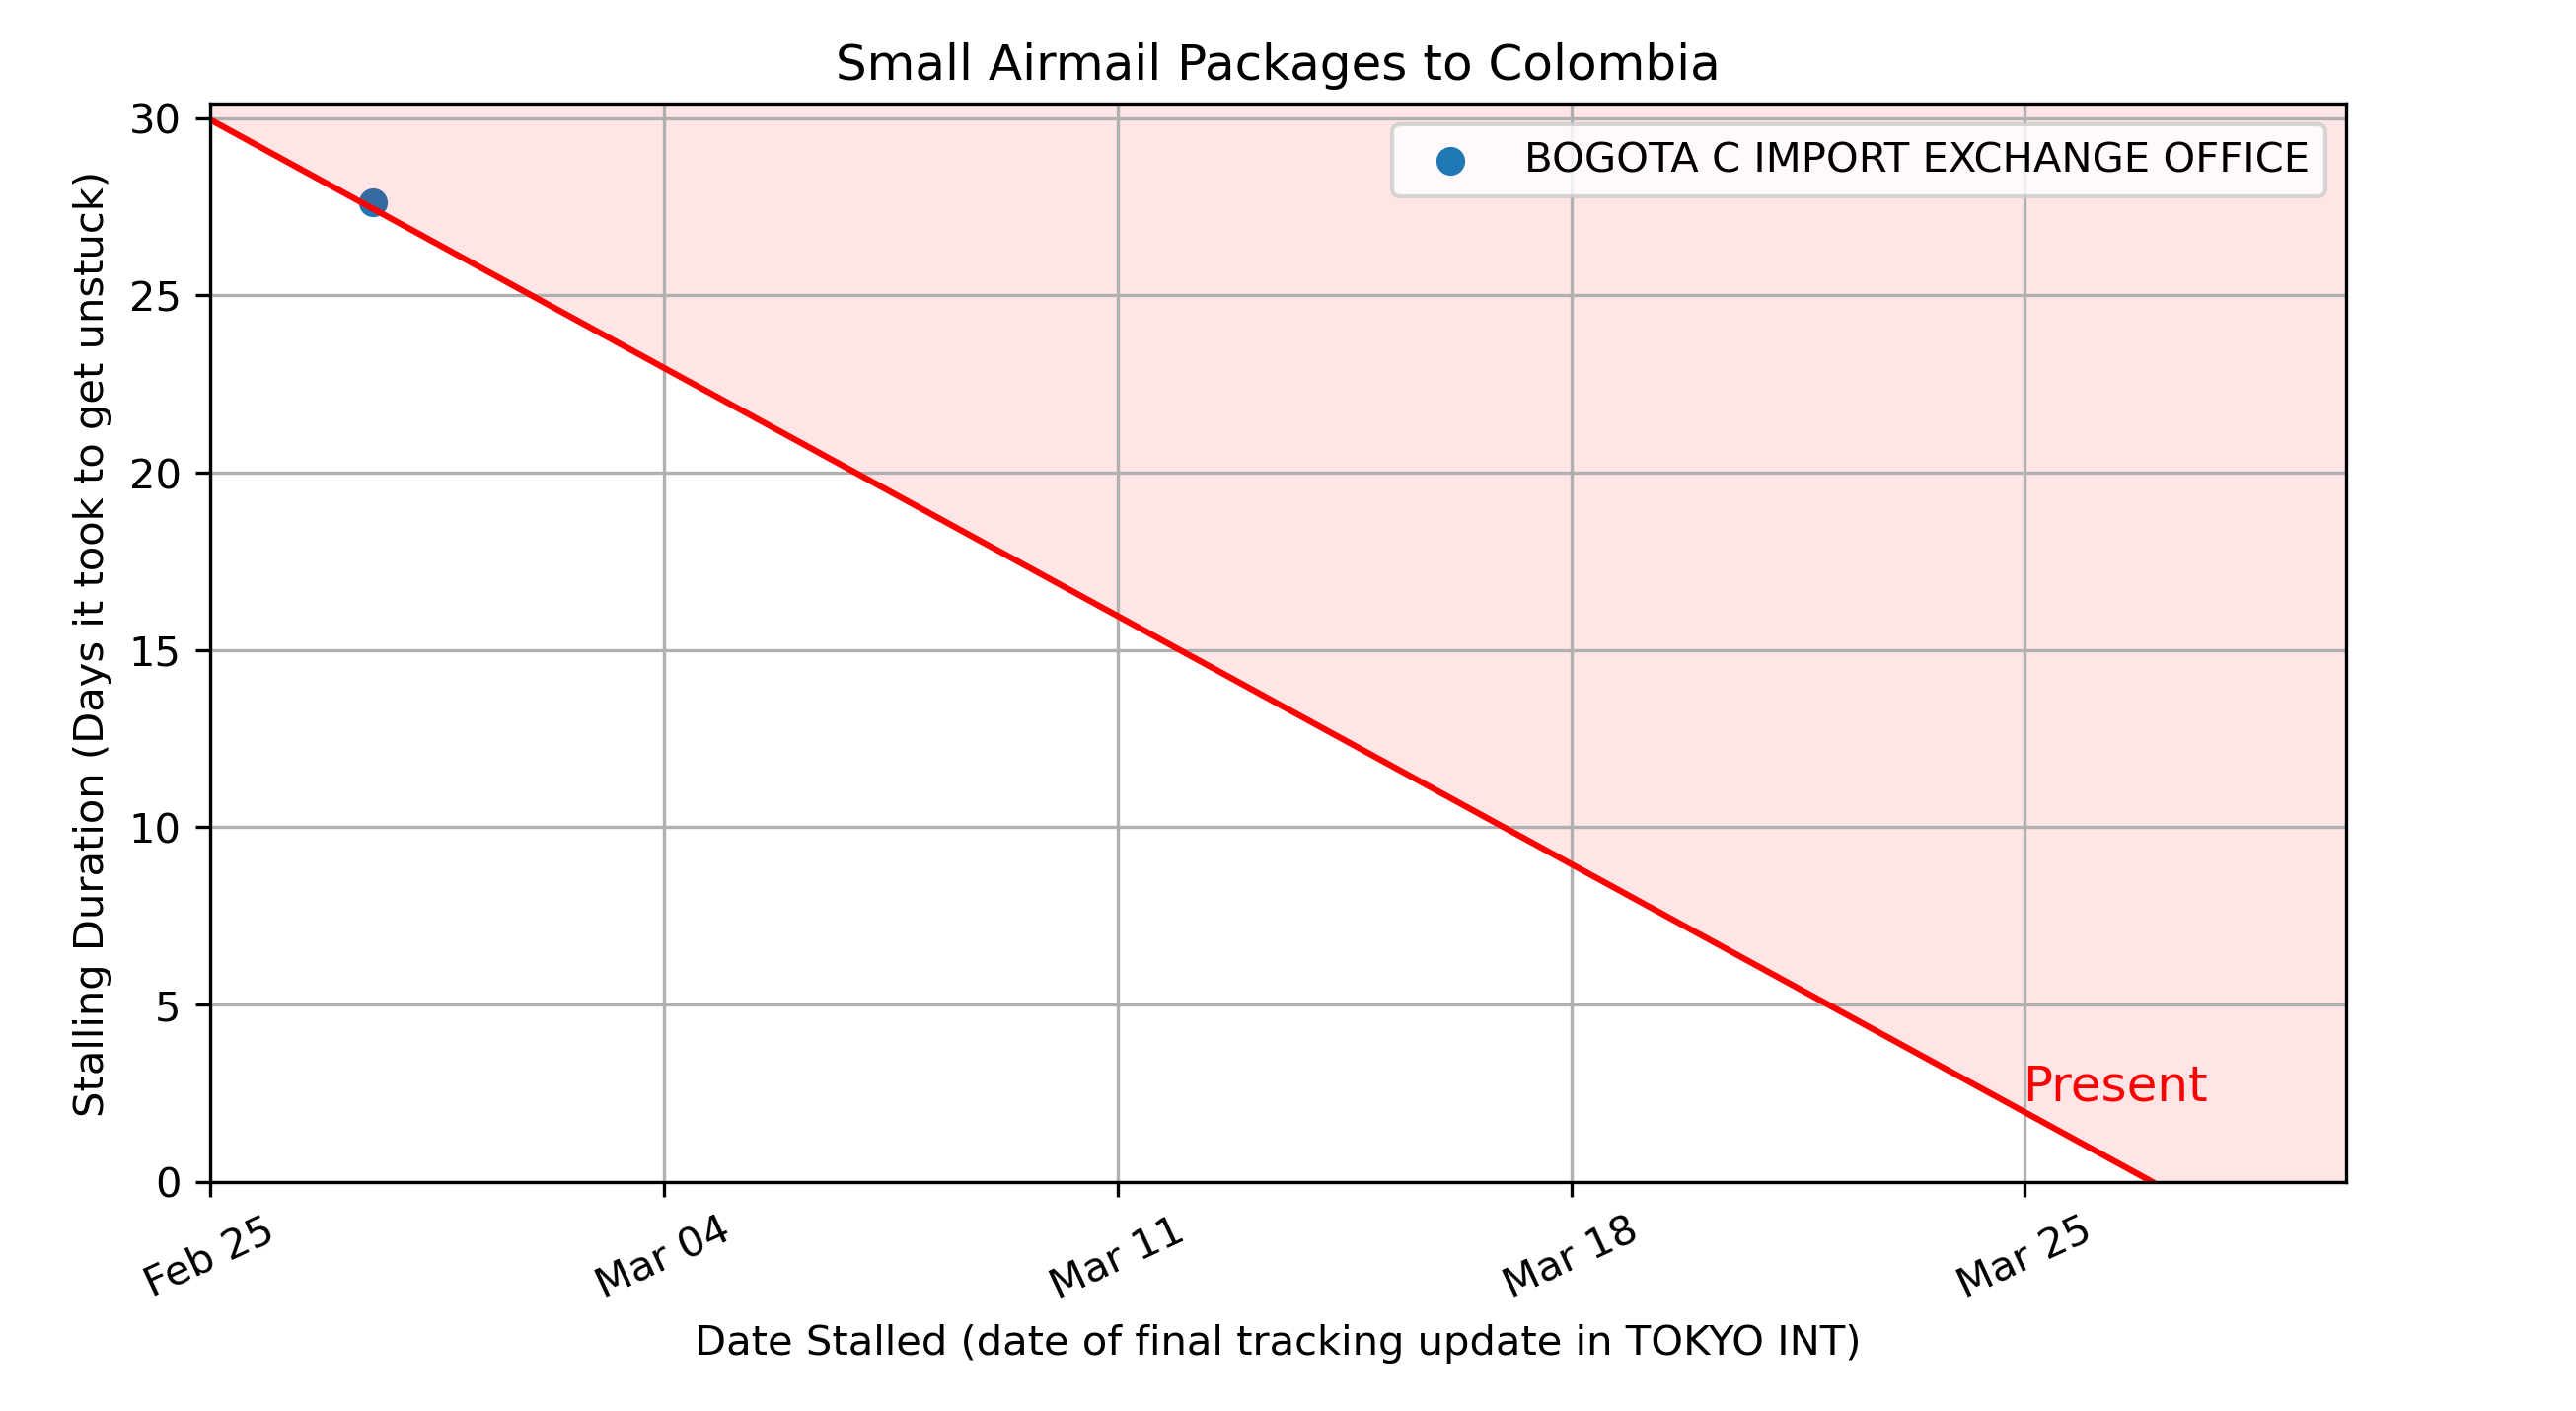 Small Airmail Packages to Colombia
BOGOTA C IMPORT EXCHANGE OFFICE
Stalling Duration (Days it took to get unstuck)
30
25
20
15
10
5
0
Present
Feb 25
Mar 04
Mar 11
Mar 18
Mar 25
Date Stalled (date of final tracking update in TOKYO INT)